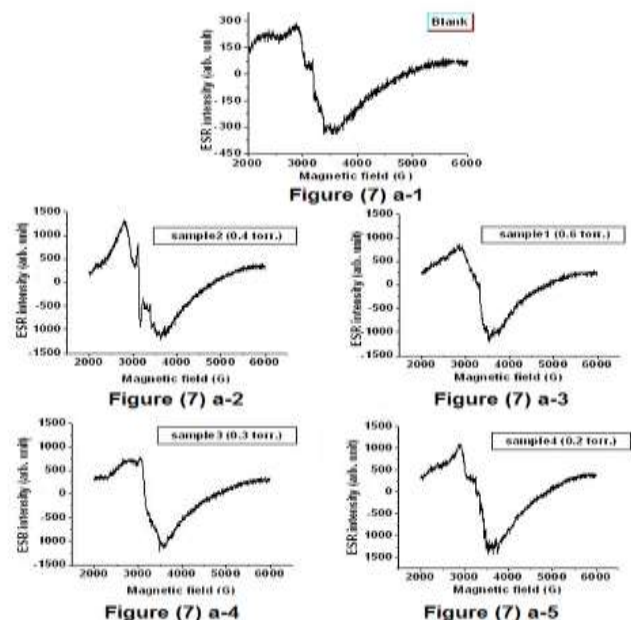 Blank
ESR intensity (arb. unit)
300
150
0
-150
-300
-450
2000 3000 4000 5000 6000
Magnetic field (G )
Figure (7) a-1
sample2 (0.4 torr.)
ESR intensity (arb. unit)
1500
1000
500
0
500
1000
1500
2000 3000 4000 5000 6000
Magnetic field (G)
Figure (7) a-2
sample1 (0.6 torr.)
ESR intensity (arb. unit)
1500
1000
500
0
-500
-1000
-1500
2000 3000 4000 5000 6000
Magnetic field (G)
Figure (7) a-3
sample3 (0.3 torr.)
ESR intensity (arb. unit)
1500
1000
500
0
-500
1000
-1500
2000 3000 4000 5000 6000
Magnetic field (G)
Figure (7) a-4
sample4 (0.2 torr.)
ESR intensity (arb. unit)
1500
1000
500
0
500
1000
1500
2000 3000 4000 5000 6000
Magnetic field (G)
Figure (7) a-5